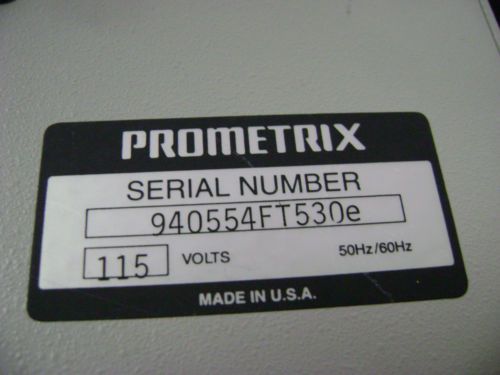 PROMETRIX
SERIAL NUMBER
940554FT530e
115 VOLTS 50Hz/60Hz
MADE IN U.S.A.